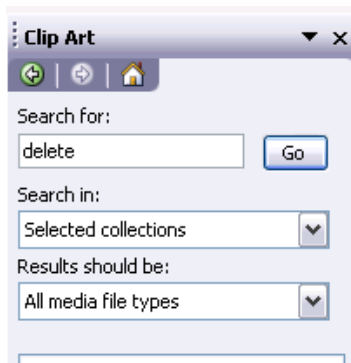 Clip Art
Search for:
delete
Go
Search in:
Selected collections
Results should be:
All media file types